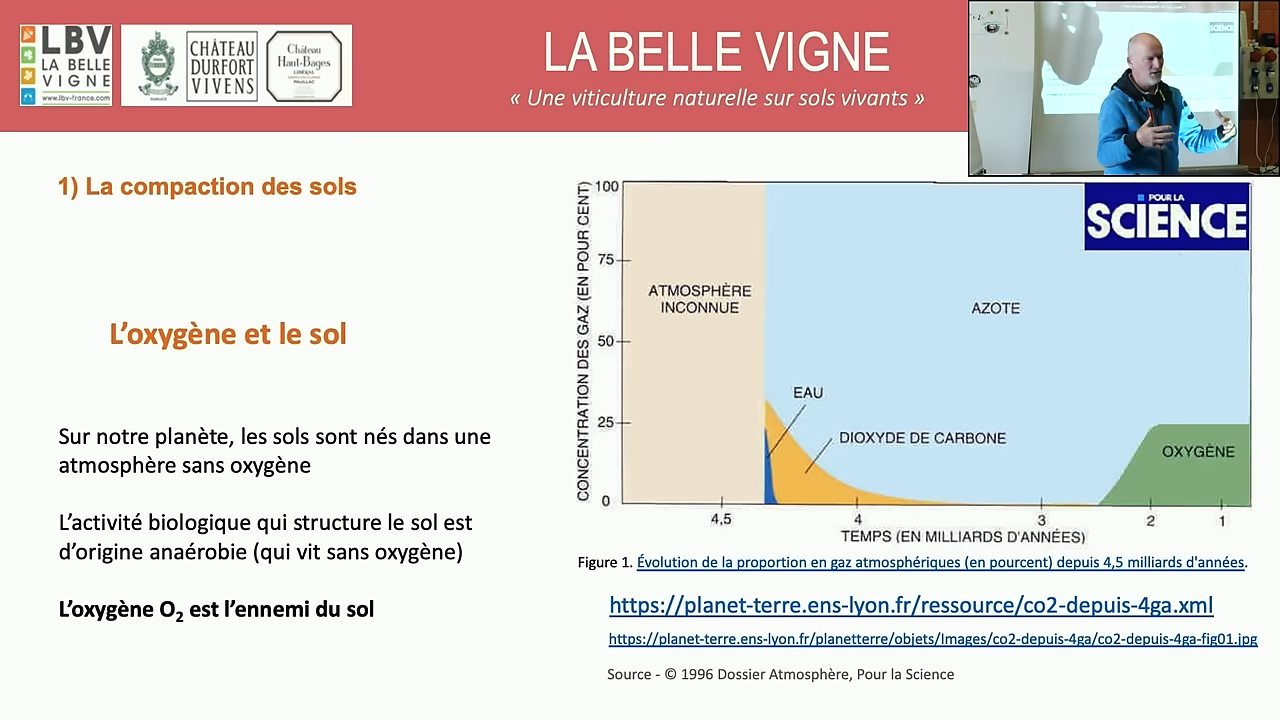 LBV
LA BELLE
VIGNE
www.lbv-france.com
CHÂTEAU
DURFORT
VIVENS
Château
Haut-Bages
LIBÉRAL
PAUILLAC
LA BELLE VIGNE
« Une viticulture naturelle sur sols vivants »
1) La compaction des sols
L'oxygène et le sol
Sur notre planète, les sols sont nés dans une
atmosphère sans oxygène
L'activité biologique qui structure le sol est
d'origine anaérobie (qui vit sans oxygène)
L'oxygène O₂ est l'ennemi du sol
POUR LA
SCIENCE
CONCENTRATION DES GAZ (EN POUR CENT)
100
75
50
25
0
ATMOSPHÈRE
INCONNUE
AZOTE
EAU
DIOXYDE DE CARBONE
OXYGÈNE
4,5 4 3 2 1
TEMPS (EN MILLIARDS D'ANNÉES)
Figure 1. Évolution de la proportion en gaz atmosphériques (en pourcent) depuis 4,5 milliards d'années.
https://planet-terre.ens-lyon.fr/ressource/co2-depuis-4ga.xml
https://planet-terre.ens-lyon.fr/planetterre/objets/Images/co2-depuis-4ga/co2-depuis-4ga-fig01.jpg
Source - © 1996 Dossier Atmosphère, Pour la Science